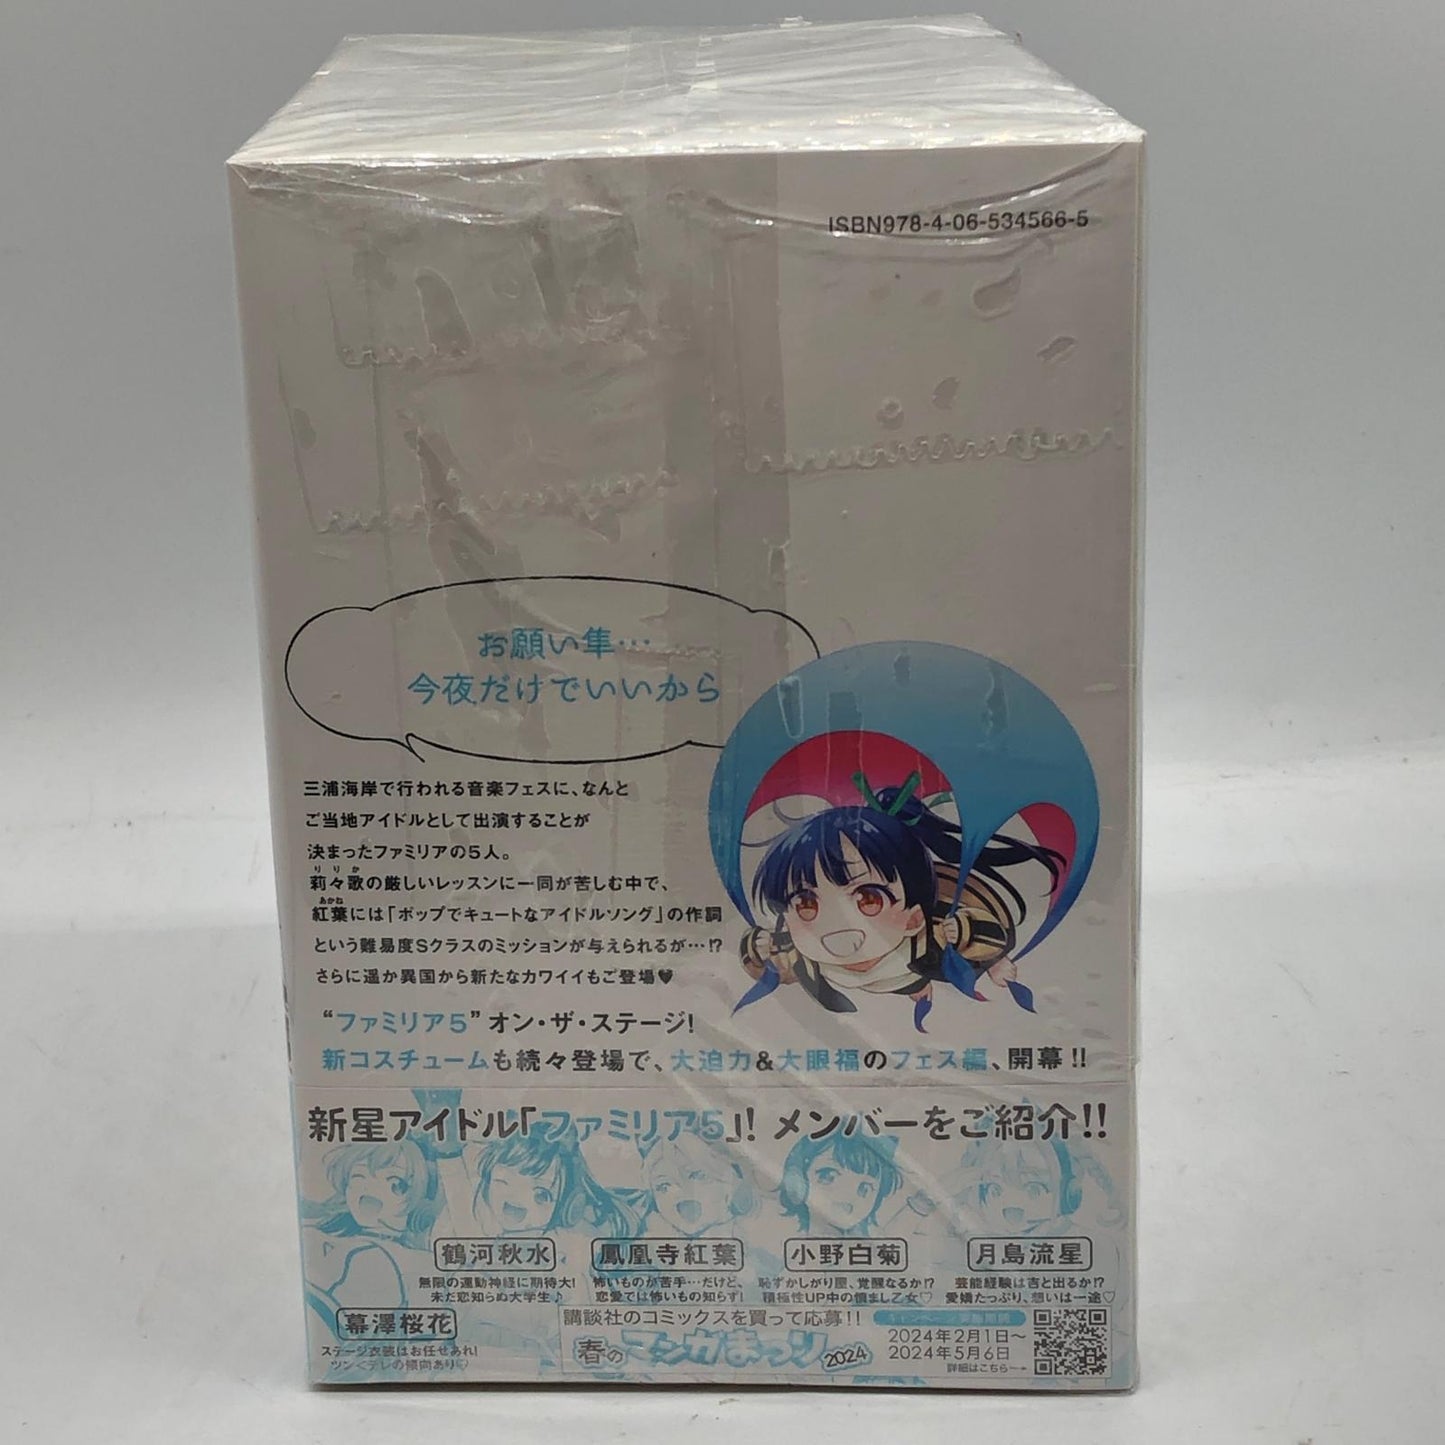 ISBN978-4-06-534566-5
お願い隼…
今夜だけでいいから
三浦海岸で行われる音楽フェスに、なんと
ご当地アイドルとして出演することが
決まったファミリアの5人。
りりか
莉々歌の厳しいレッスンに一同が苦しむ中で、
あかね
紅葉には「ポップでキュートなアイドルソング」の作詞
という難易度Sクラスのミッションが与えられるが…!?
さらに遥か異国から新たなカワイイもご登場♥
“ファミリア5”オン・ザ・ステージ!
新コスチュームも続々登場で、大迫力&大眼福のフェス編、開幕!!
新星アイドル「ファミリア5」! メンバーをご紹介!!
鶴河秋水
無限の運動神経に期待大!
未だ恋知らぬ大学生♪
鳳凰寺紅葉
怖いものが苦手…だけど、
恋愛では怖いもの知らず!
小野白菊
恥ずかしがり屋、覚醒なるか!?
積極性UP中の慎まし乙女♡
月島流星
芸能経験は吉と出るか!?
愛嬌たっぷり、想いは一途♡
幕澤桜花
ステージ衣装はお任せあれ!
ツン<デレの傾向あり♡
講談社のコミックスを買って応募!!
春のマンガまつり2024
キャンペーン実施期間
2024年2月1日～
2024年5月6日
詳細はこちら→